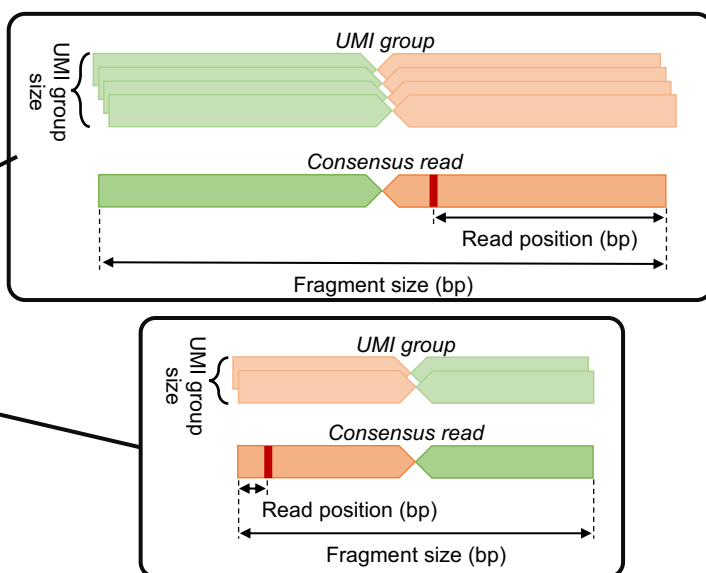 UMI group
UMI group
size
Consensus read
Read position (bp)
Fragment size (bp)
UMI group
UMI group
size
Consensus read
Read position (bp)
Fragment size (bp)